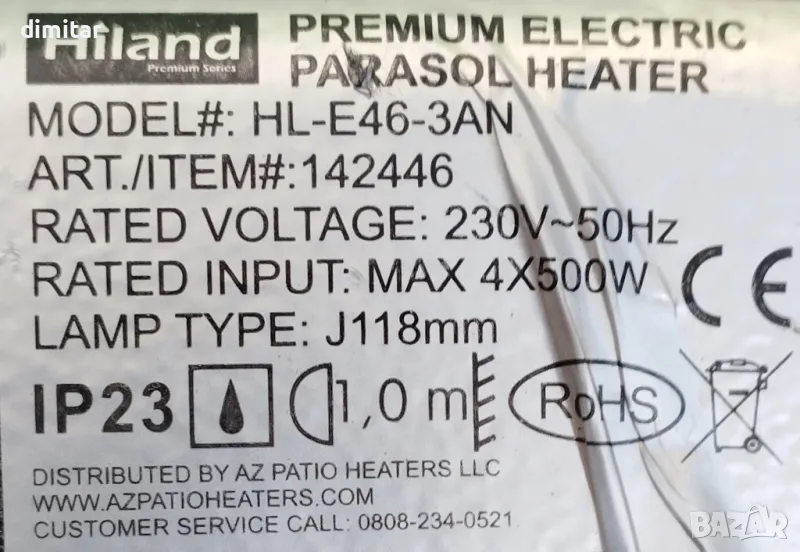 dimitar
Hiland
Premium Series
PREMIUM ELECTRIC
PARASOL HEATER
MODEL#: HL-E46-3AN
ART./ITEM#:142446
RATED VOLTAGE: 230V~50Hz
RATED INPUT: MAX 4X500W
CE
LAMP TYPE: J118mm
IP23
1,0 m
RoHS
DISTRIBUTED BY AZ PATIO HEATERS LLC
WWW.AZPATIOHEATERS.COM
CUSTOMER SERVICE CALL: 0808-234-0521
BAZAR